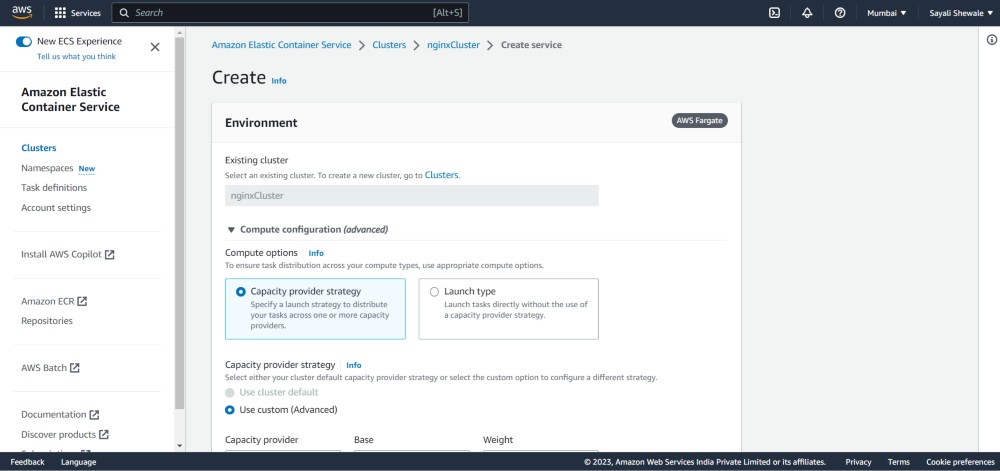 aws
Services
Search [Alt+S]
Mumbai
Sayali Shewale
New ECS Experience
Tell us what you think
Amazon Elastic
Container Service
Clusters
Namespaces New
Task definitions
Account settings
Install AWS Copilot
Amazon ECR
Repositories
AWS Batch
Documentation
Discover products
Amazon Elastic Container Service > Clusters > nginxCluster > Create service
Create Info
Environment
AWS Fargate
Existing cluster
Select an existing cluster. To create a new cluster, go to Clusters.
nginxCluster
Compute configuration (advanced)
Compute options Info
To ensure task distribution across your compute types, use appropriate compute options.
Capacity provider strategy
Specify a launch strategy to distribute
your tasks across one or more capacity
providers.
Launch type
Launch tasks directly without the use of
a capacity provider strategy.
Capacity provider strategy Info
Select either your cluster default capacity provider strategy or select the custom option to configure a different strategy.
Use cluster default
Use custom (Advanced)
Capacity provider Base Weight
Feedback Language
© 2023, Amazon Web Services India Private Limited or its affiliates. Privacy Terms Cookie preferences